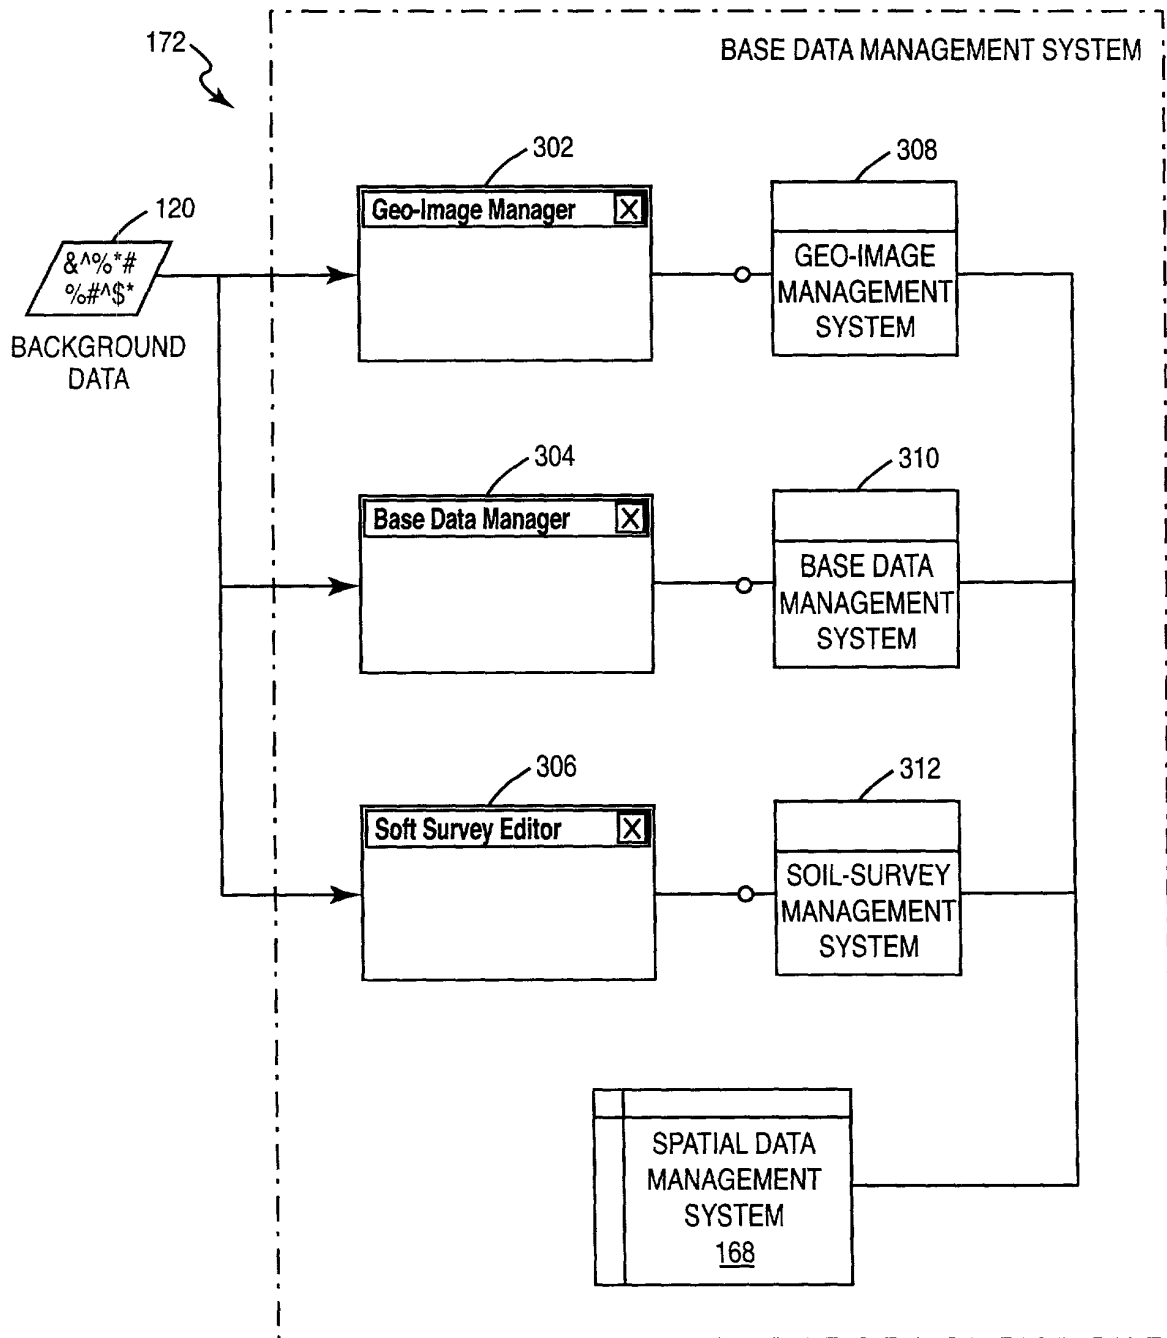 172
BASE DATA MANAGEMENT SYSTEM
302
308
120
Geo-Image Manager X
&^%*#
%#^$*
GEO-IMAGE
MANAGEMENT
SYSTEM
BACKGROUND
DATA
304
310
Base Data Manager X
BASE DATA
MANAGEMENT
SYSTEM
306
312
Soft Survey Editor X
SOIL-SURVEY
MANAGEMENT
SYSTEM
SPATIAL DATA
MANAGEMENT
SYSTEM
168